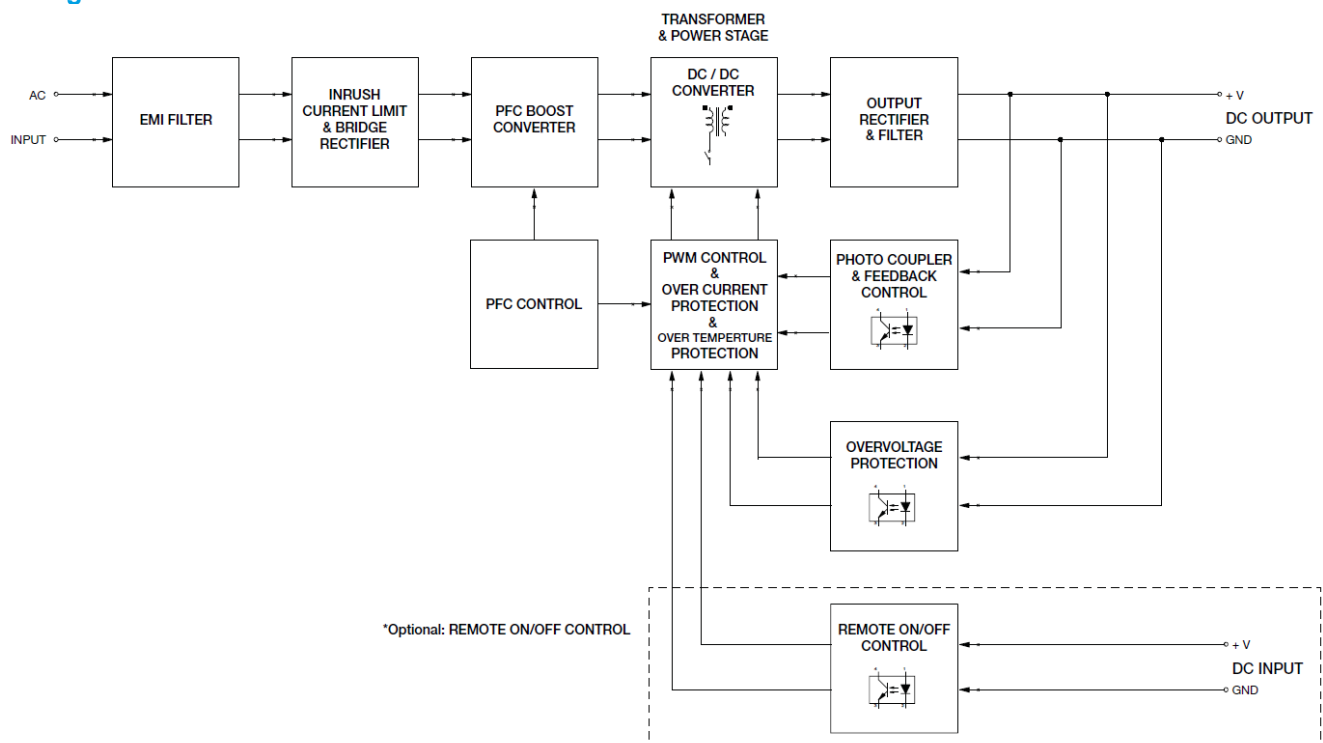 TRANSFORMER
& POWER STAGE
AC
INPUT
EMI FILTER
INRUSH
CURRENT LIMIT
& BRIDGE
RECTIFIER
PFC BOOST
CONVERTER
DC / DC
CONVERTER
OUTPUT
RECTIFIER
& FILTER
+ V
DC OUTPUT
GND
PFC CONTROL
PWM CONTROL
&
OVER CURRENT
PROTECTION
&
OVER TEMPERTURE
PROTECTION
PHOTO COUPLER
& FEEDBACK
CONTROL
OVERVOLTAGE
PROTECTION
*Optional: REMOTE ON/OFF CONTROL
REMOTE ON/OFF
CONTROL
+ V
DC INPUT
GND